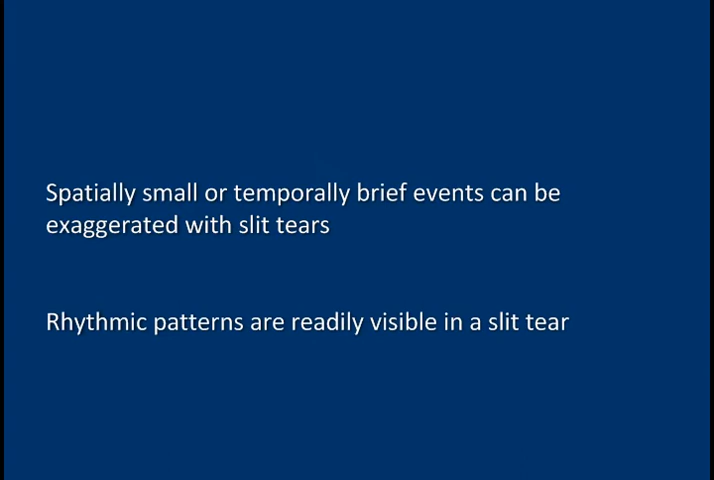 Spatially small or temporally brief events can be
exaggerated with slit tears
Rhythmic patterns are readily visible in a slit tear